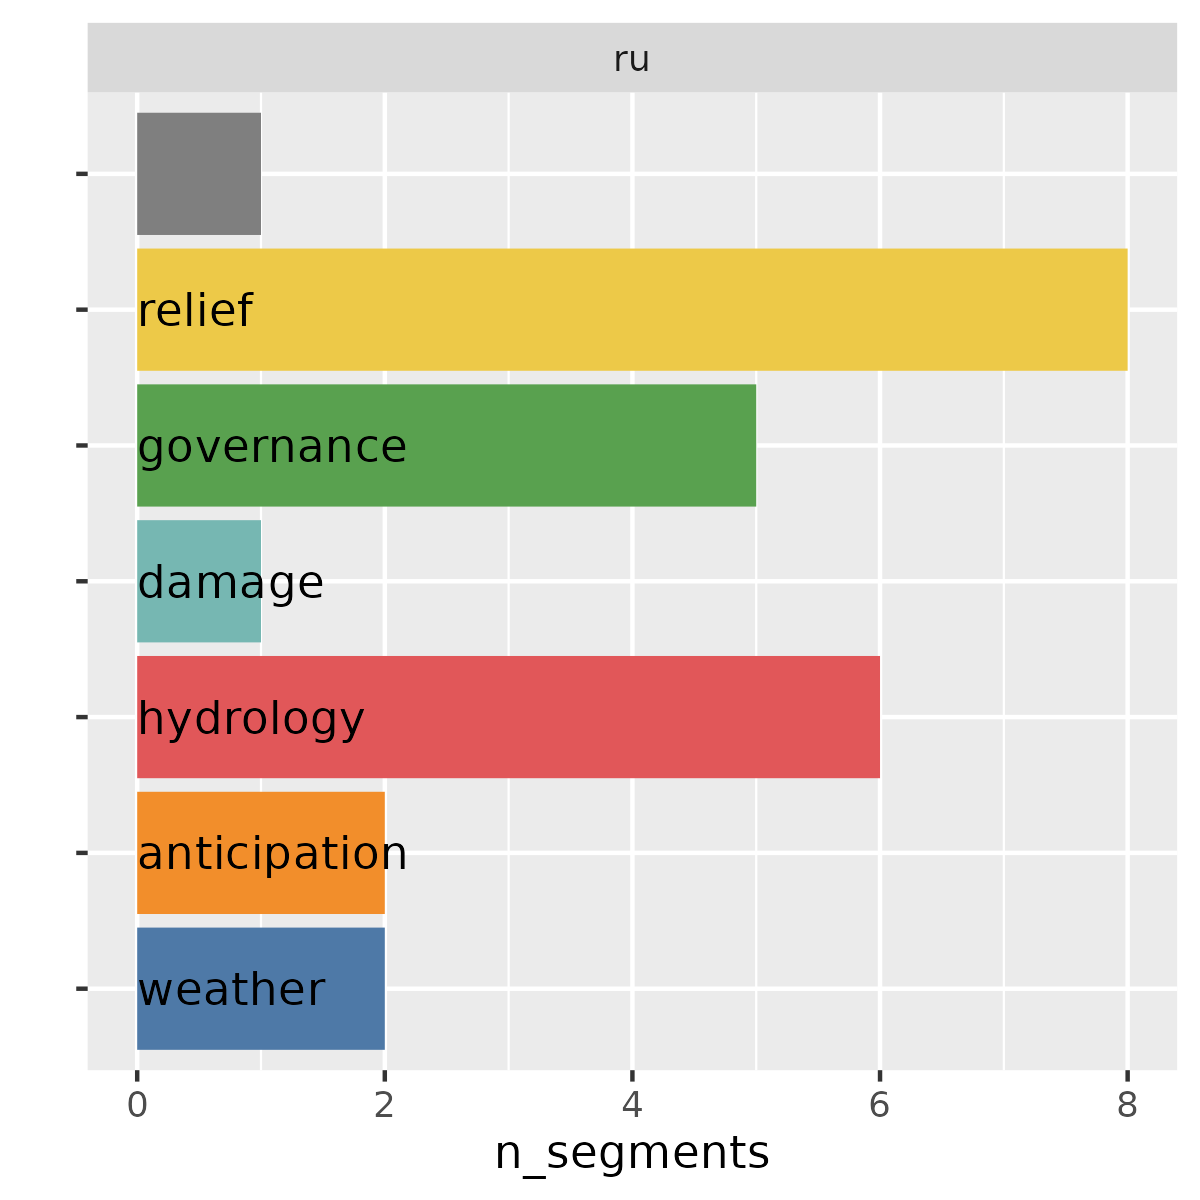 ru
relief
governance
damage
hydrology
anticipation
weather
0 2 4 6 8
n_segments